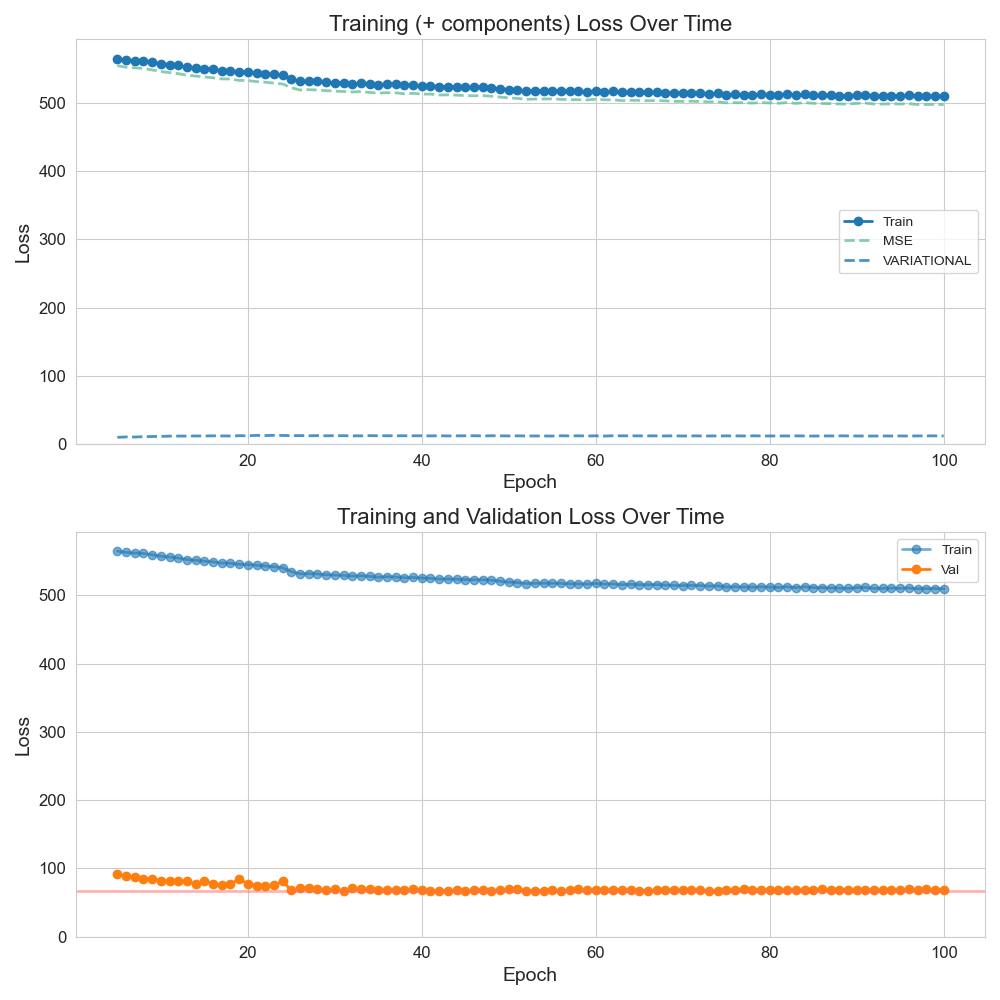 Training (+ components) Loss Over Time
500
400
300
200
100
0
Loss
Train
MSE
VARIATIONAL
20
40
60
80
100
Epoch
Training and Validation Loss Over Time
500
400
300
200
100
0
Loss
Train
Val
20
40
60
80
100
Epoch